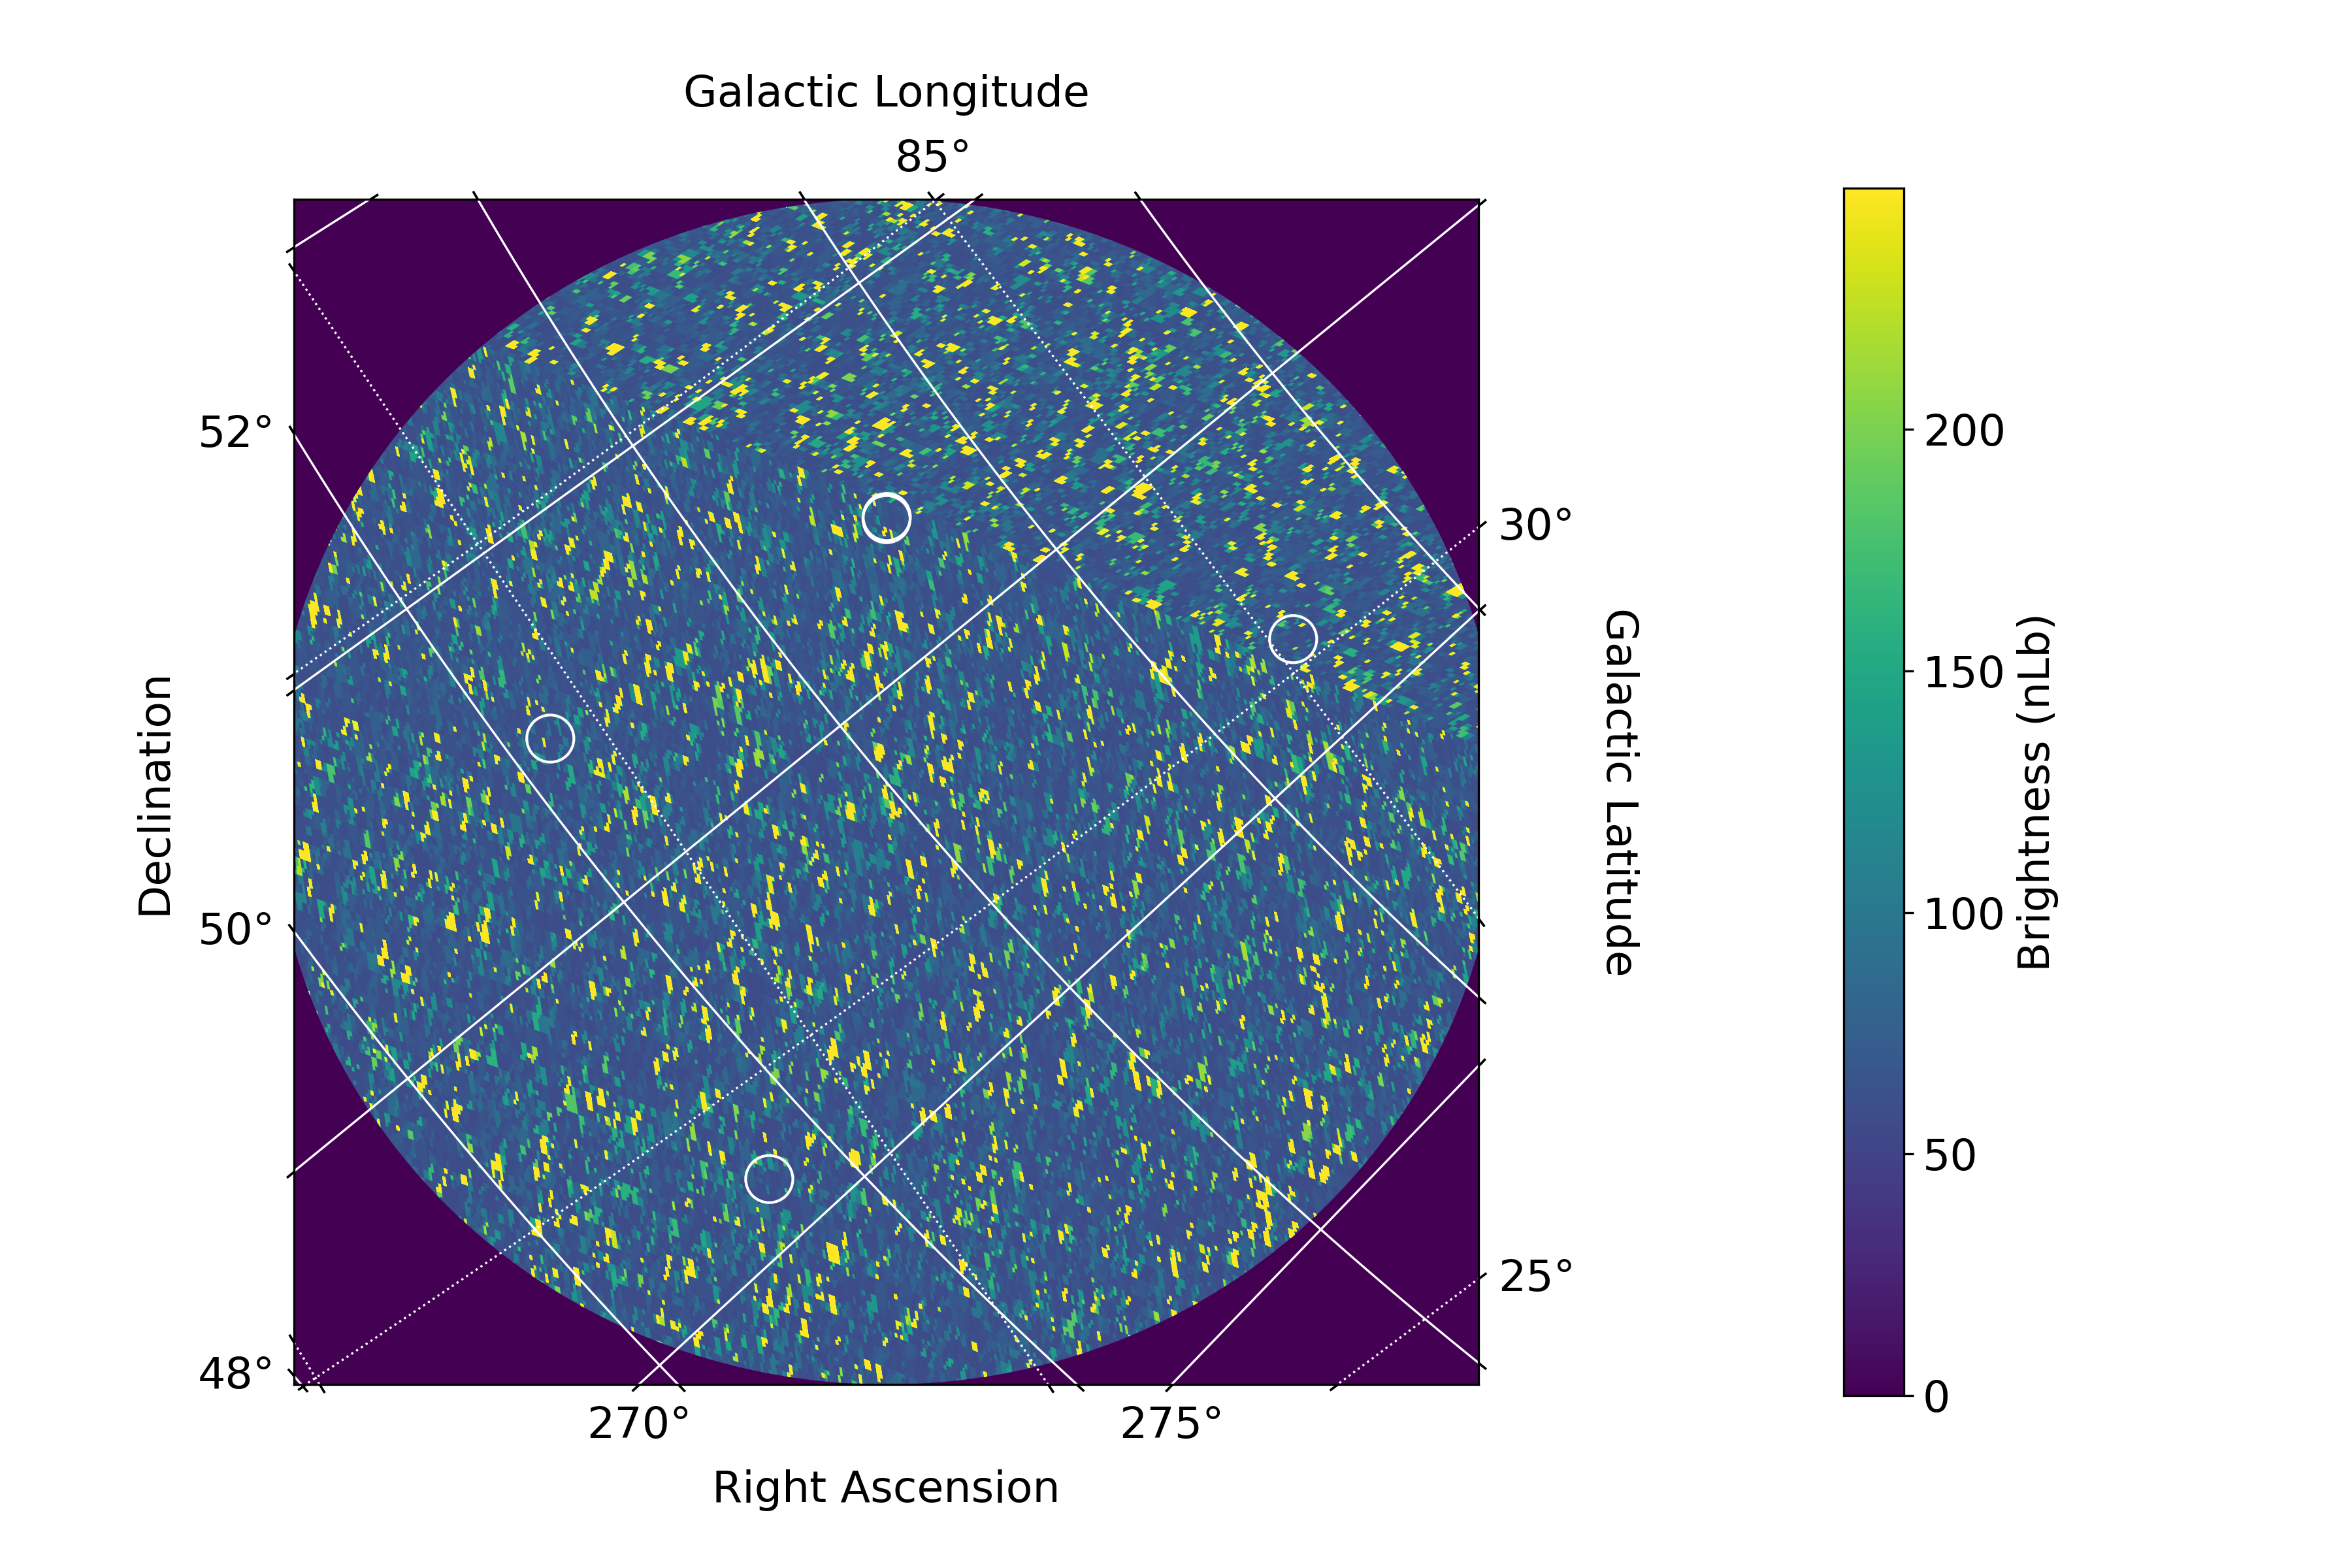 Galactic Longitude
85°
52°
50°
48°
Declination
30°
25°
Galactic Latitude
270°
275°
Right Ascension
200
150
100
50
0
Brightness (nLb)